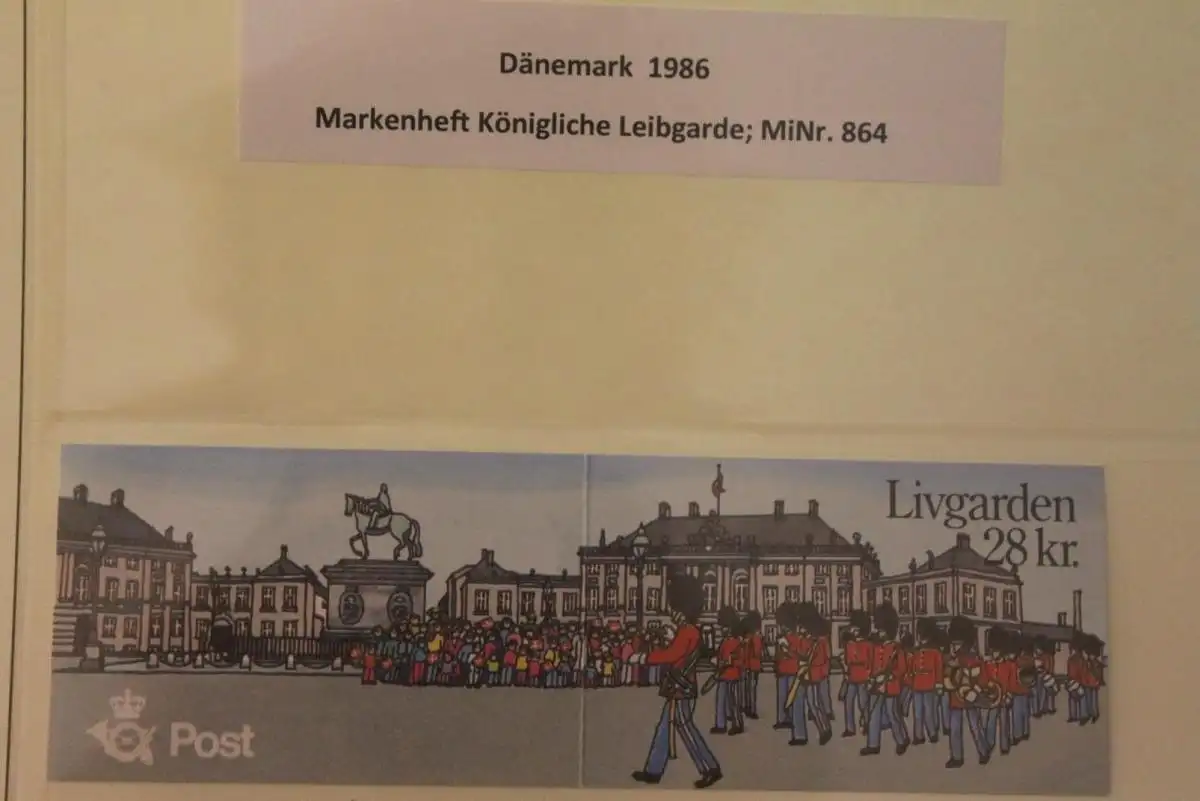 Dänemark 1986
Markenheft Königliche Leibgarde; MiNr. 864
Livgarden
28 kr.
Post